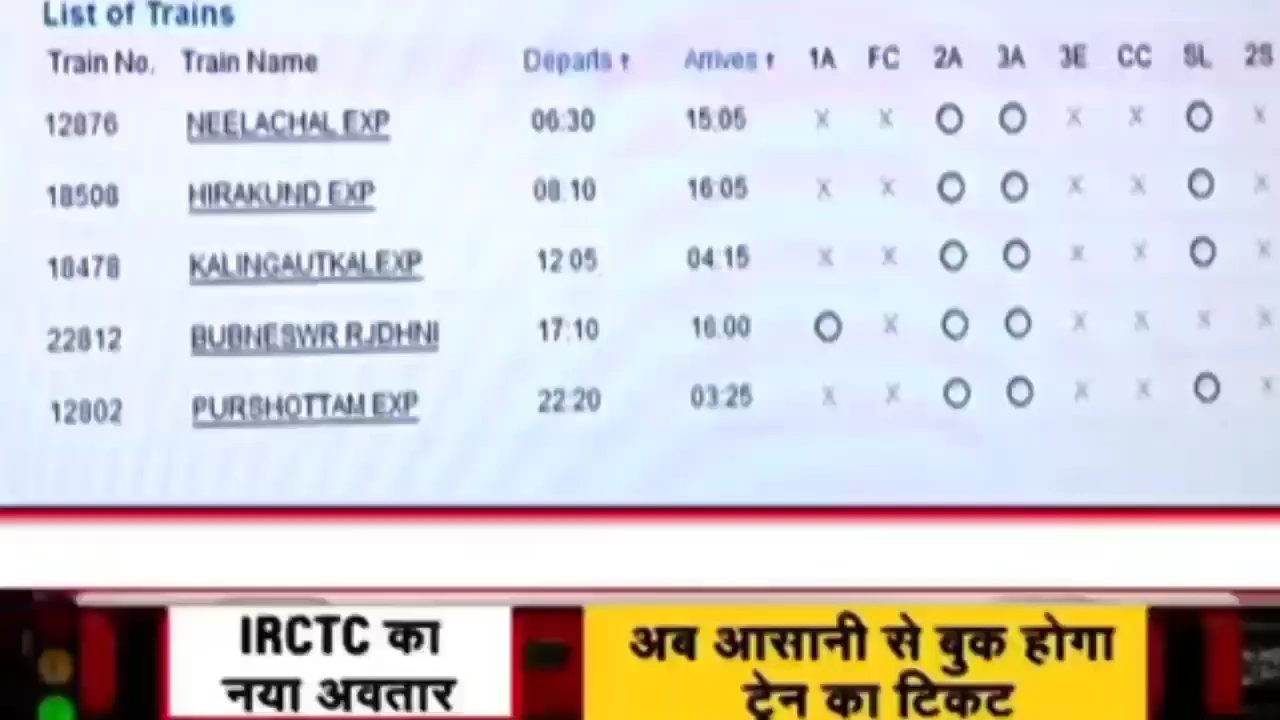 List of Trains
Train No. Train Name Departs ↑ Arrives ↑ 1A FC 2A 3A 3E CC SL 2S
12876 NEELACHAL EXP 06:30 15:05 x x O O x x O x
18508 HIRAKUND EXP 08:10 16:05 x x O O x x O x
18478 KALINGAUTKALEXP 12:05 04:15 x x O O x x O x
22812 BUBNESWR RJDHNI 17:10 16:00 O x O O x x x x
12802 PURSHOTTAM EXP 22:20 03:25 x x O O x x O x
IRCTC का
नया अवतार
अब आसानी से बुक होगा
ट्रेन का टिकट